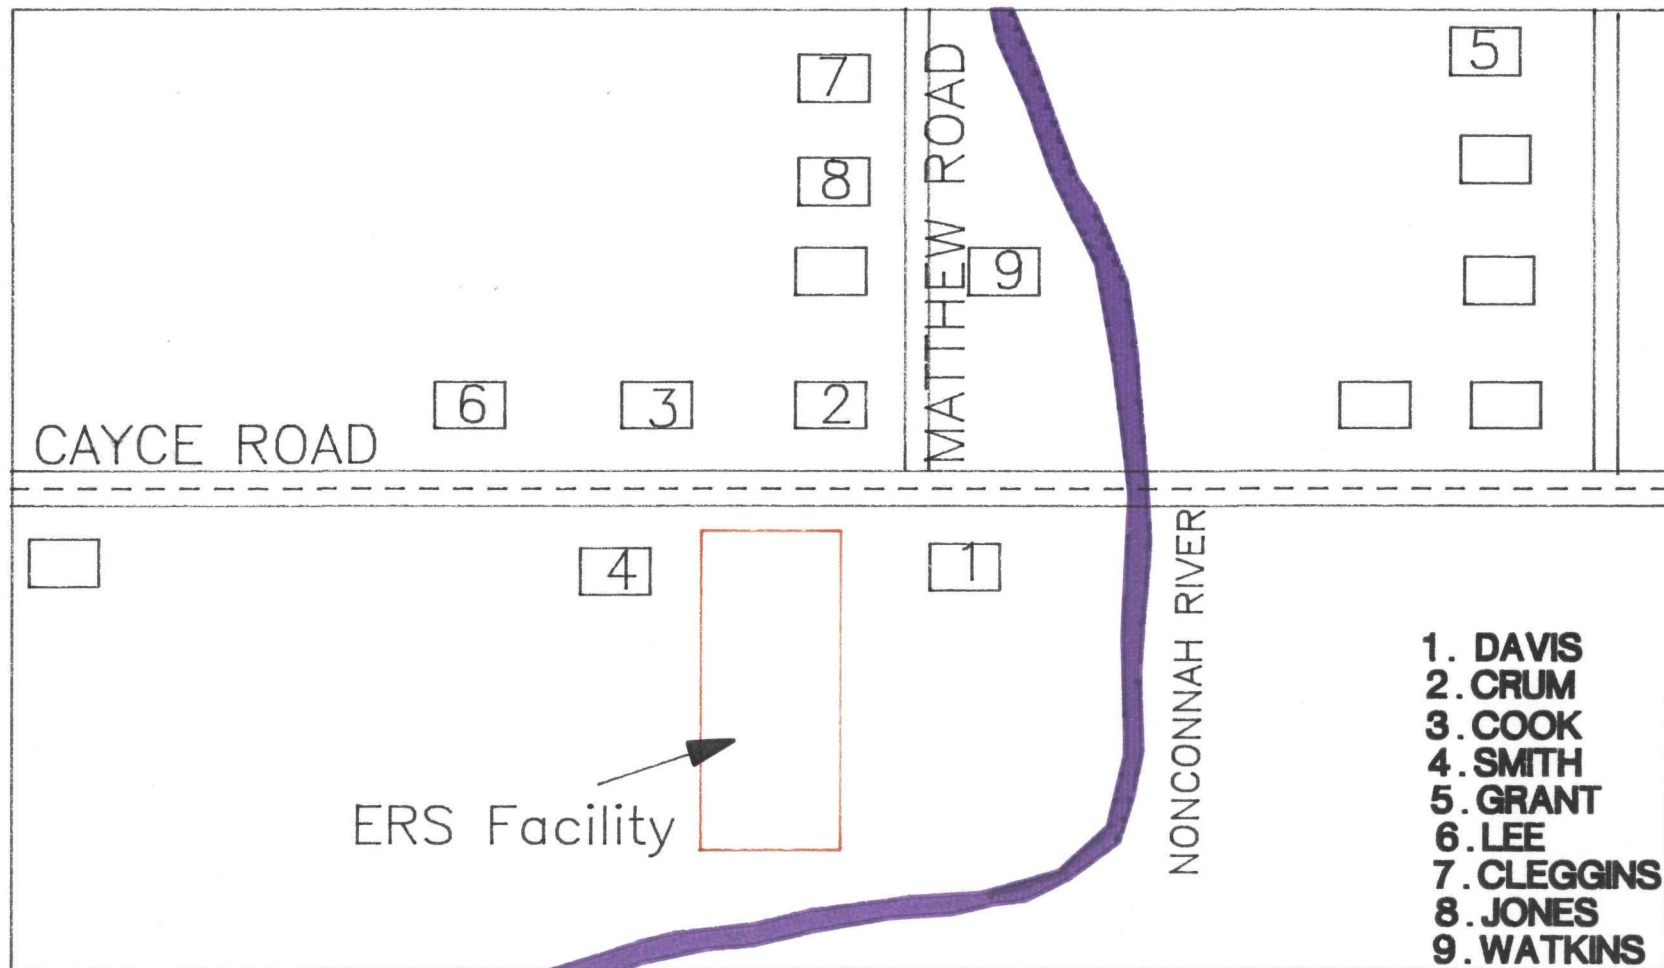 5
7
MATTHEW ROAD
8
9
6
3
2
CAYCE ROAD
4
1
NONCONNAH RIVER
ERS Facility
1. DAVIS
2. CRUM
3. COOK
4. SMITH
5. GRANT
6. LEE
7. CLEGGINS
8. JONES
9. WATKINS